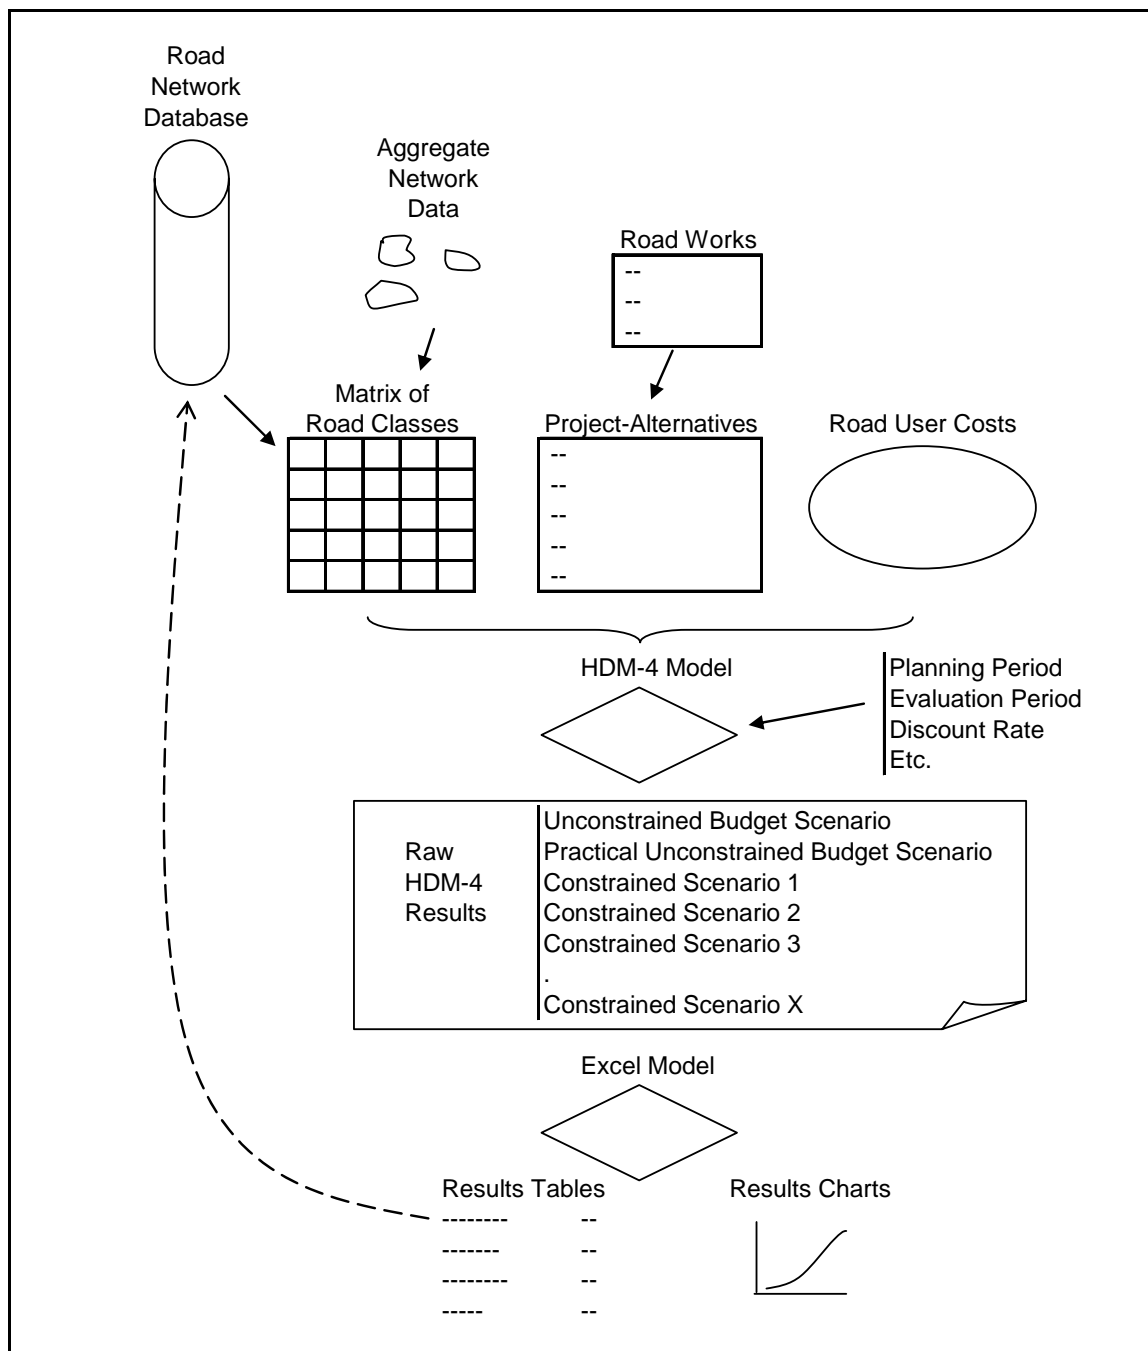 Road
Network
Database
Aggregate
Network
Data
Road Works
--
--
--
Matrix of
Road Classes
Project-Alternatives
--
--
--
--
--
Road User Costs
HDM-4 Model
Planning Period
Evaluation Period
Discount Rate
Etc.
Raw
HDM-4
Results
Unconstrained Budget Scenario
Practical Unconstrained Budget Scenario
Constrained Scenario 1
Constrained Scenario 2
Constrained Scenario 3
.
Constrained Scenario X
Excel Model
Results Tables
-------- --
------- --
-------- --
----- --
Results Charts